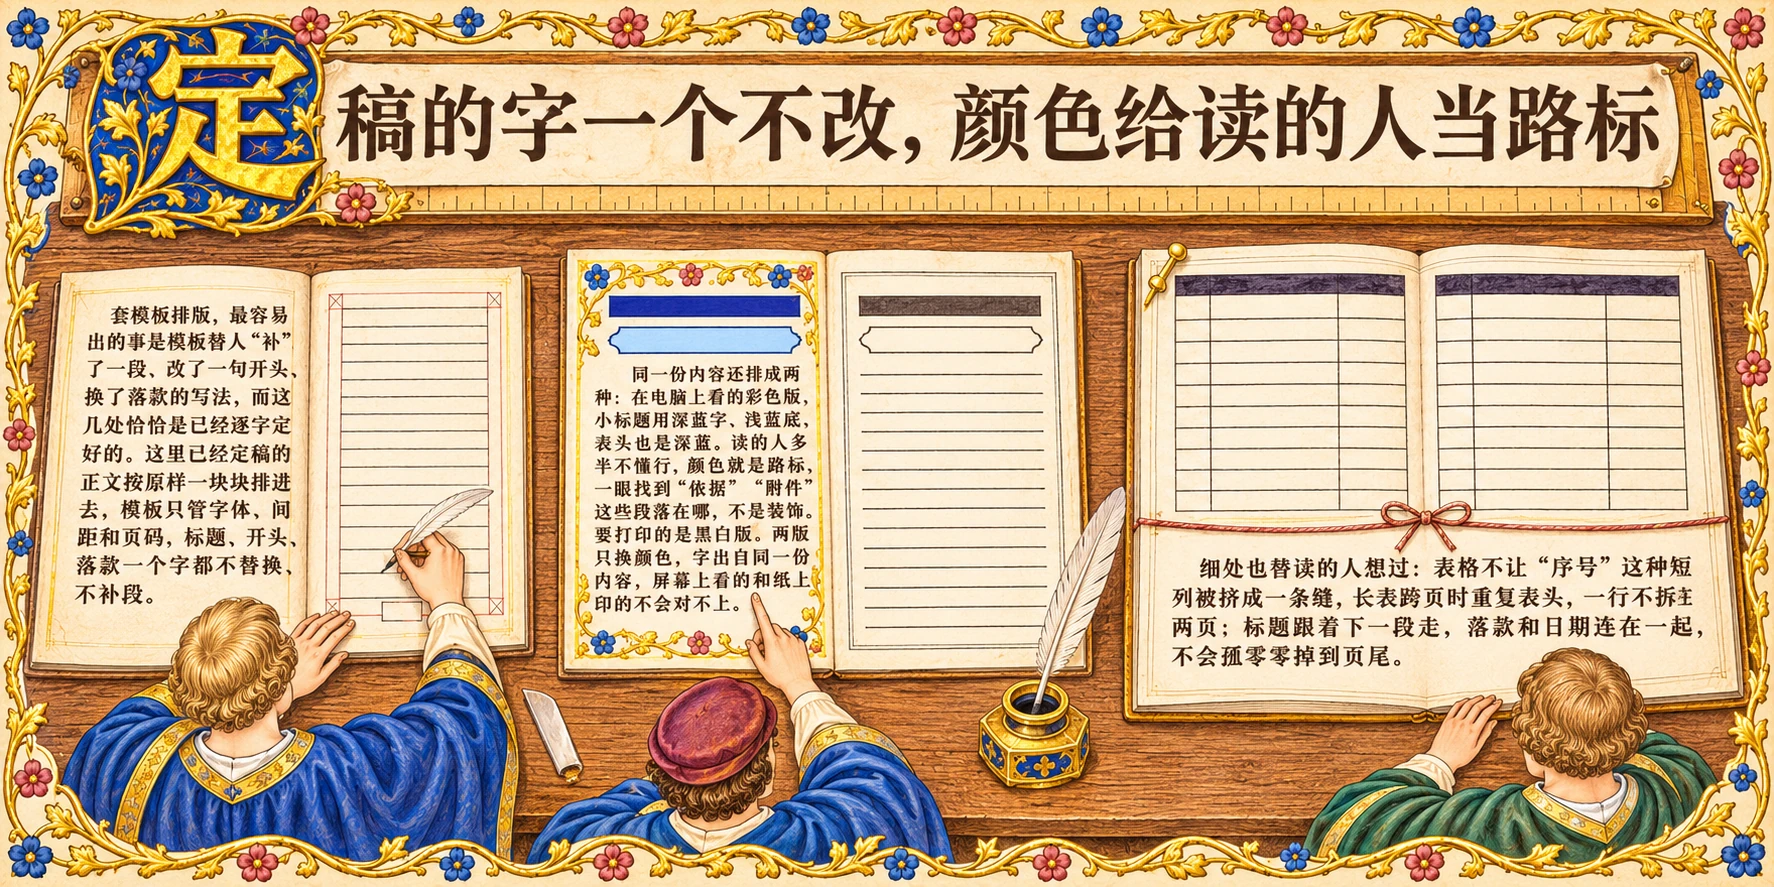 定稿的字一个不改，颜色给读的人当路标
套模板排版，最容易
出的事是模板替人“补”
了一段、改了一句开头、
换了落款的写法，而这
几处恰恰是已经逐字定
好的。这里已经定稿的
正文按原样一块块排进
去，模板只管字体、间
距和页码，标题、开头、
落款一个字都不替换、
不补段。
同一份内容还排成两
种：在电脑上看的彩色版，
小标题用深蓝字、浅蓝底，
表头也是深蓝。读的人多
半不懂行，颜色就是路标，
一眼找到“依据”“附件”
这些段落在哪，不是装饰。
要打印的是黑白版。两版
只换颜色，字出自同一份
内容，屏幕上看的和纸上
印的不会对不上。
细处也替读的人想过：表格不让“序号”这种短
列被挤成一条缝，长表跨页时重复表头，一行不拆
两页；标题跟着下一段走，落款和日期连在一起，
不会孤零零掉到页尾。